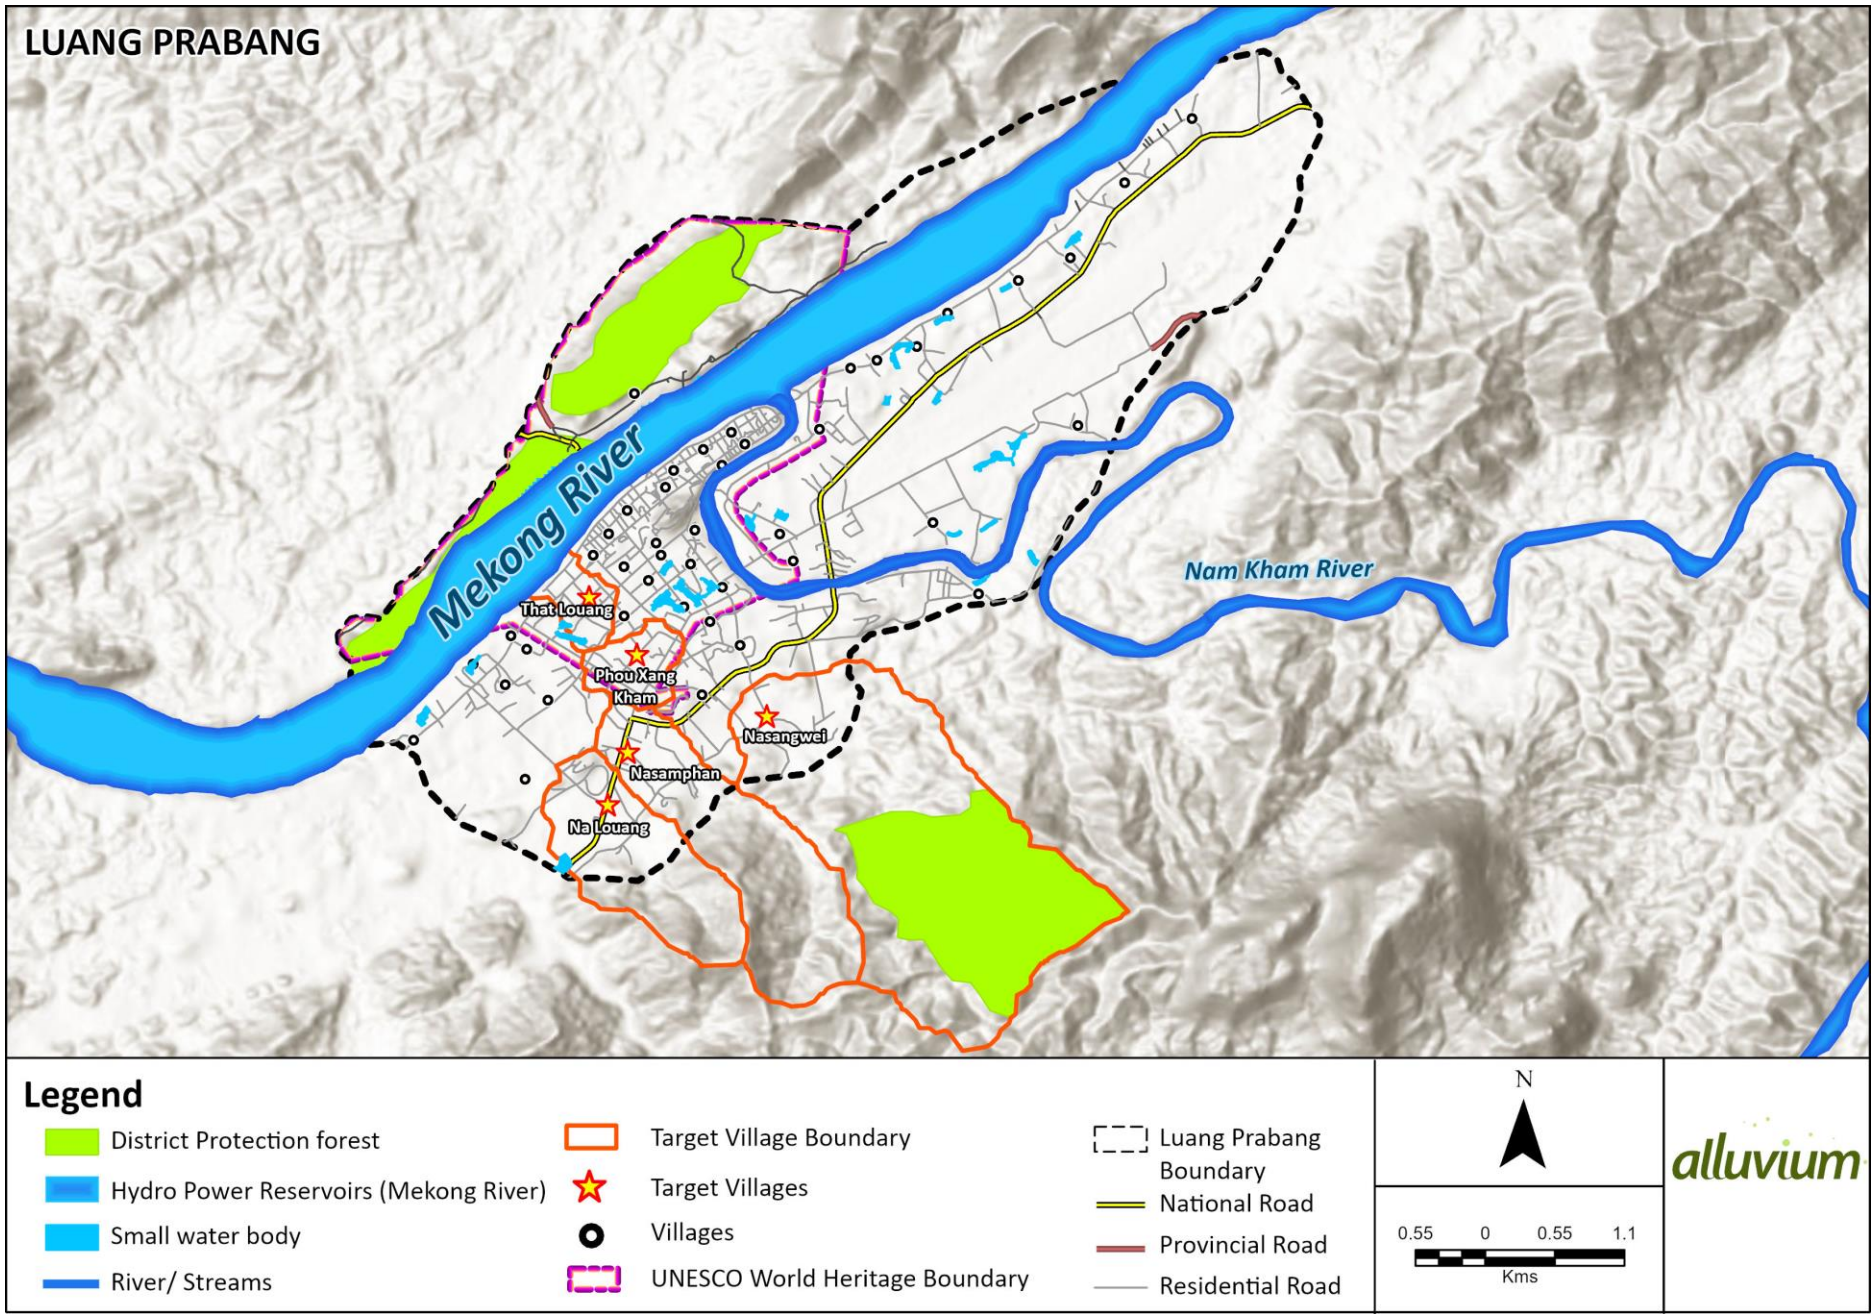 LUANG PRABANG
Mekong River
Nam Kham River
That Louang
Phou Xang
Kham
Nasangwei
Nasamphan
Na Louang
Legend
District Protection forest
Hydro Power Reservoirs (Mekong River)
Small water body
River/ Streams
Target Village Boundary
Target Villages
Villages
UNESCO World Heritage Boundary
Luang Prabang
Boundary
National Road
Provincial Road
Residential Road
N
0.55 0 0.55 1.1
Kms
alluvium